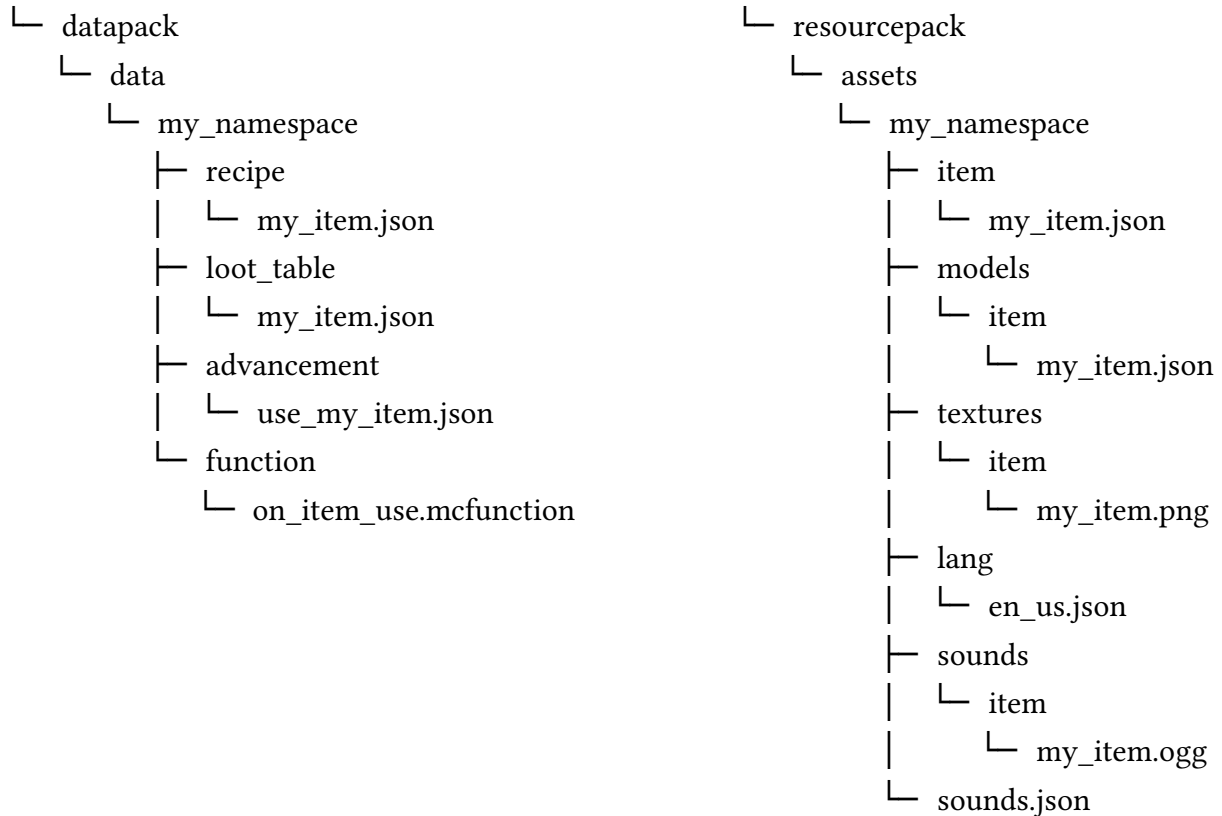 └─ datapack
    └─ data
        └─ my_namespace
            ├─ recipe
            │   └─ my_item.json
            ├─ loot_table
            │   └─ my_item.json
            ├─ advancement
            │   └─ use_my_item.json
            └─ function
                └─ on_item_use.mcfunction
└─ resourcepack
    └─ assets
        └─ my_namespace
            ├─ item
            │   └─ my_item.json
            ├─ models
            │   └─ item
            │       └─ my_item.json
            ├─ textures
            │   └─ item
            │       └─ my_item.png
            ├─ lang
            │   └─ en_us.json
            ├─ sounds
            │   └─ item
            │       └─ my_item.ogg
            └─ sounds.json